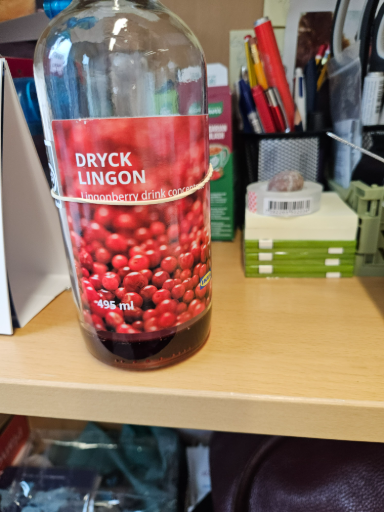 DRYCK
LINGON
Lingonberry drink concentrate
495 ml